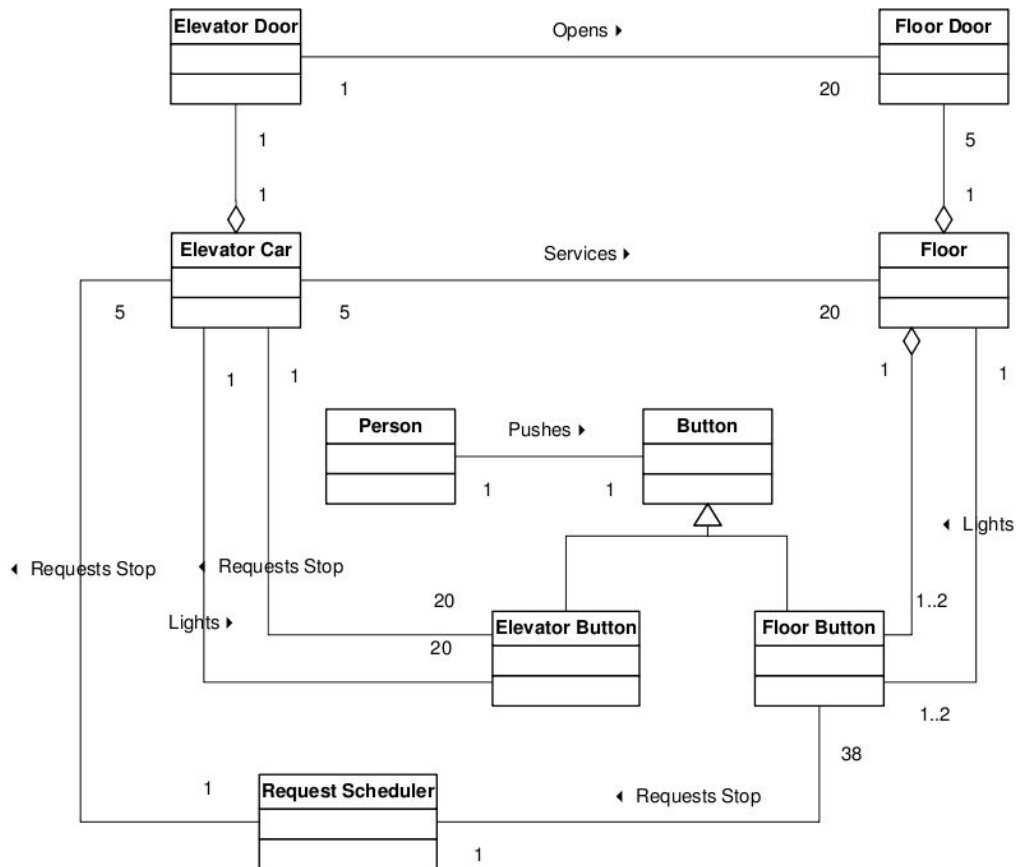 Elevator Door
Opens ▸
Floor Door
1
20
1
5
1
1
Elevator Car
Services ▸
Floor
5
5
20
1
1
1
1
Person
Pushes ▸
Button
1
1
◂ Lights
◂ Requests Stop
◂ Requests Stop
20
1..2
Lights ▸
Elevator Button
Floor Button
20
1..2
38
1
Request Scheduler
◂ Requests Stop
1